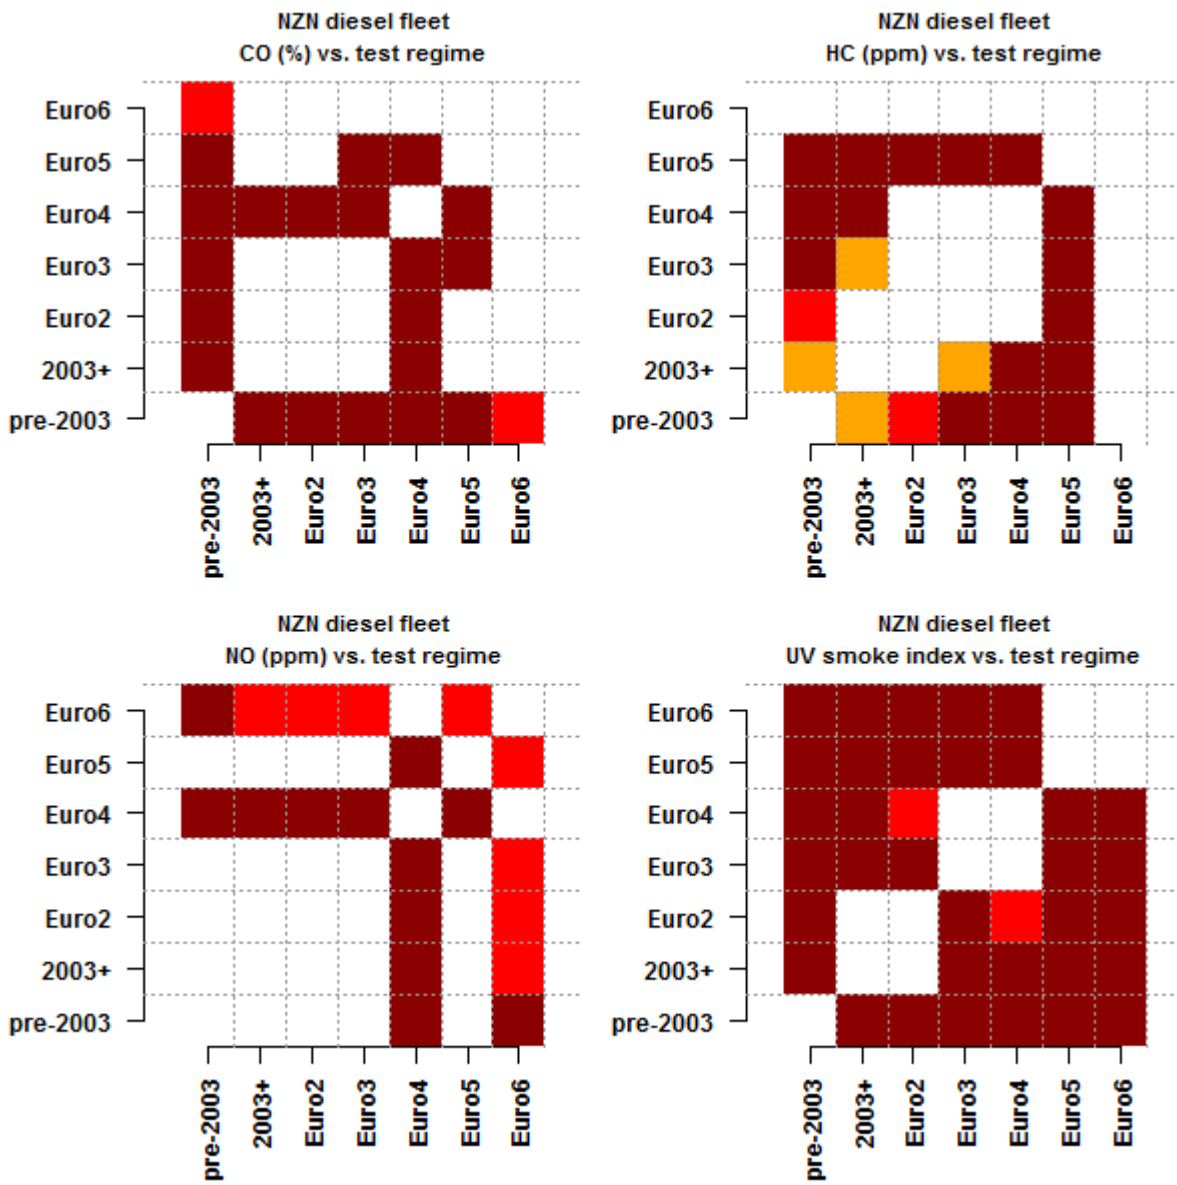 NZN diesel fleet
CO (%) vs. test regime
Euro6
Euro5
Euro4
Euro3
Euro2
2003+
pre-2003
pre-2003
2003+
Euro2
Euro3
Euro4
Euro5
Euro6
NZN diesel fleet
HC (ppm) vs. test regime
Euro6
Euro5
Euro4
Euro3
Euro2
2003+
pre-2003
pre-2003
2003+
Euro2
Euro3
Euro4
Euro5
Euro6
NZN diesel fleet
NO (ppm) vs. test regime
Euro6
Euro5
Euro4
Euro3
Euro2
2003+
pre-2003
pre-2003
2003+
Euro2
Euro3
Euro4
Euro5
Euro6
NZN diesel fleet
UV smoke index vs. test regime
Euro6
Euro5
Euro4
Euro3
Euro2
2003+
pre-2003
pre-2003
2003+
Euro2
Euro3
Euro4
Euro5
Euro6